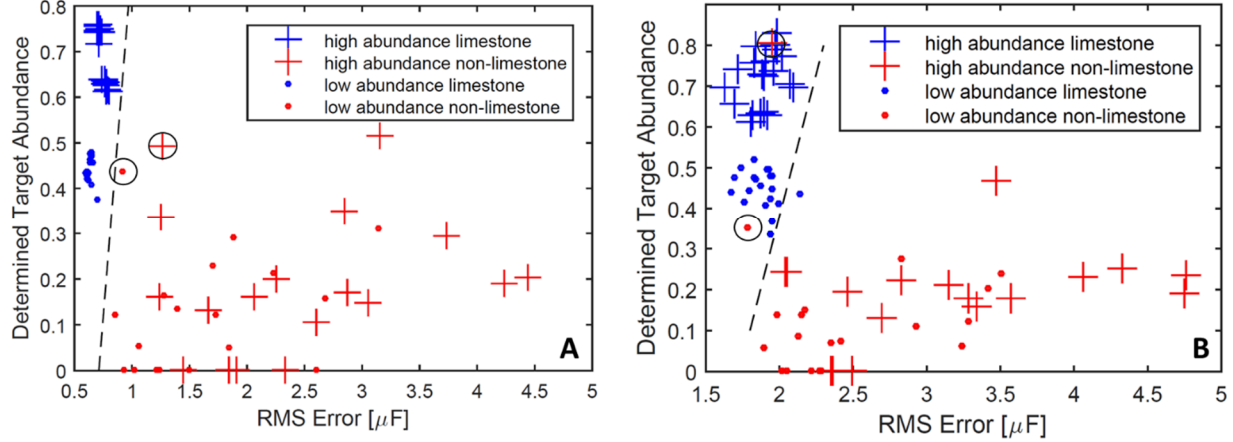 0.8
0.7
0.6
0.5
0.4
0.3
0.2
0.1
0
Determined Target Abundance
high abundance limestone
high abundance non-limestone
low abundance limestone
low abundance non-limestone
A
0.5 1 1.5 2 2.5 3 3.5 4 4.5 5
RMS Error [μF]
0.9
0.8
0.7
0.6
0.5
0.4
0.3
0.2
0.1
0
Determined Target Abundance
high abundance limestone
high abundance non-limestone
low abundance limestone
low abundance non-limestone
B
1.5 2 2.5 3 3.5 4 4.5 5
RMS Error [μF]